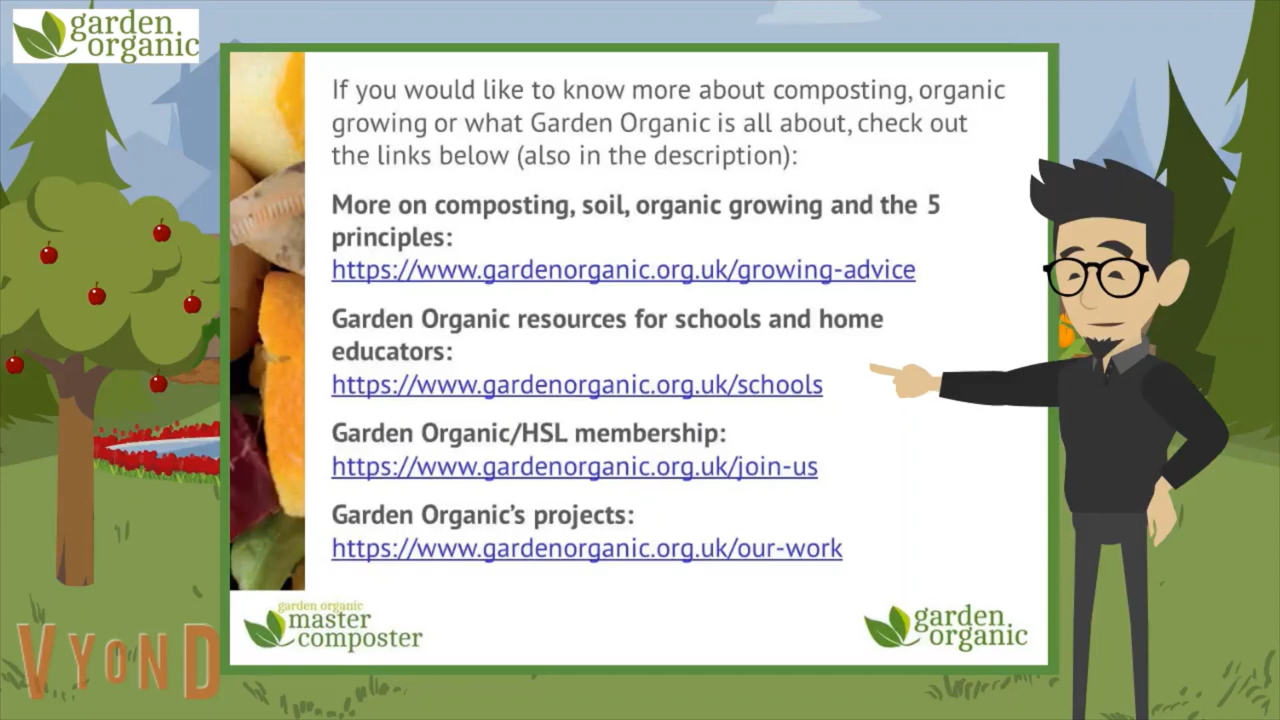 garden
organic
If you would like to know more about composting, organic
growing or what Garden Organic is all about, check out
the links below (also in the description):
More on composting, soil, organic growing and the 5
principles:
https://www.gardenorganic.org.uk/growing-advice
Garden Organic resources for schools and home
educators:
https://www.gardenorganic.org.uk/schools
Garden Organic/HSL membership:
https://www.gardenorganic.org.uk/join-us
Garden Organic's projects:
https://www.gardenorganic.org.uk/our-work
garden organic
master
composter
garden
organic
VYonD